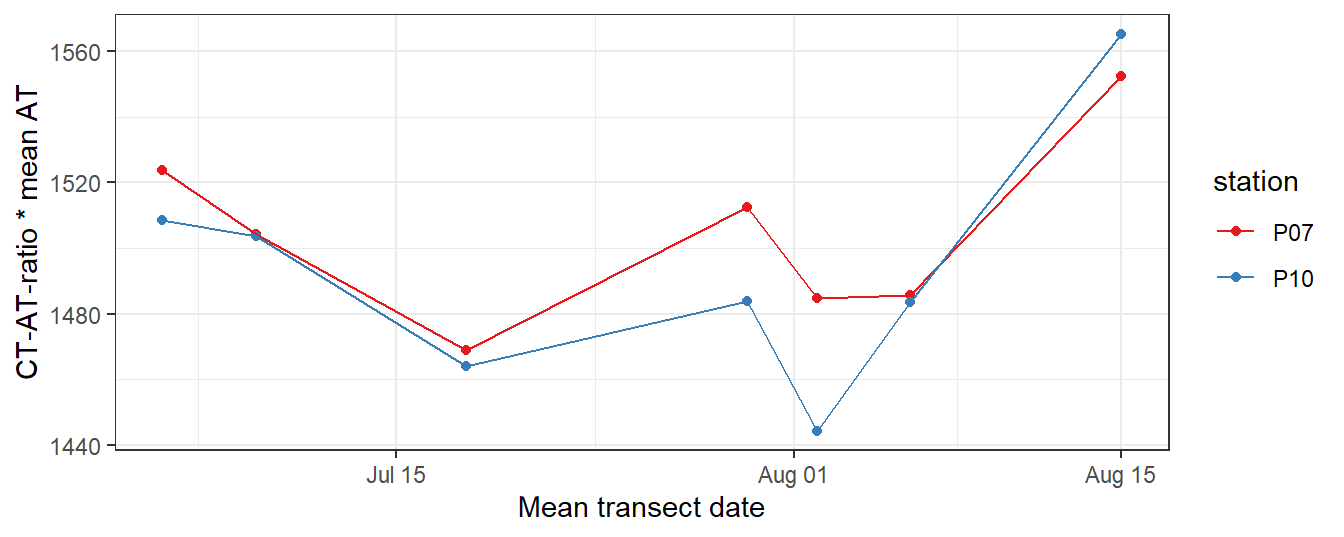 CT-AT-ratio * mean AT
1560
1520
1480
1440
Jul 15
Aug 01
Aug 15
Mean transect date
station
P07
P10